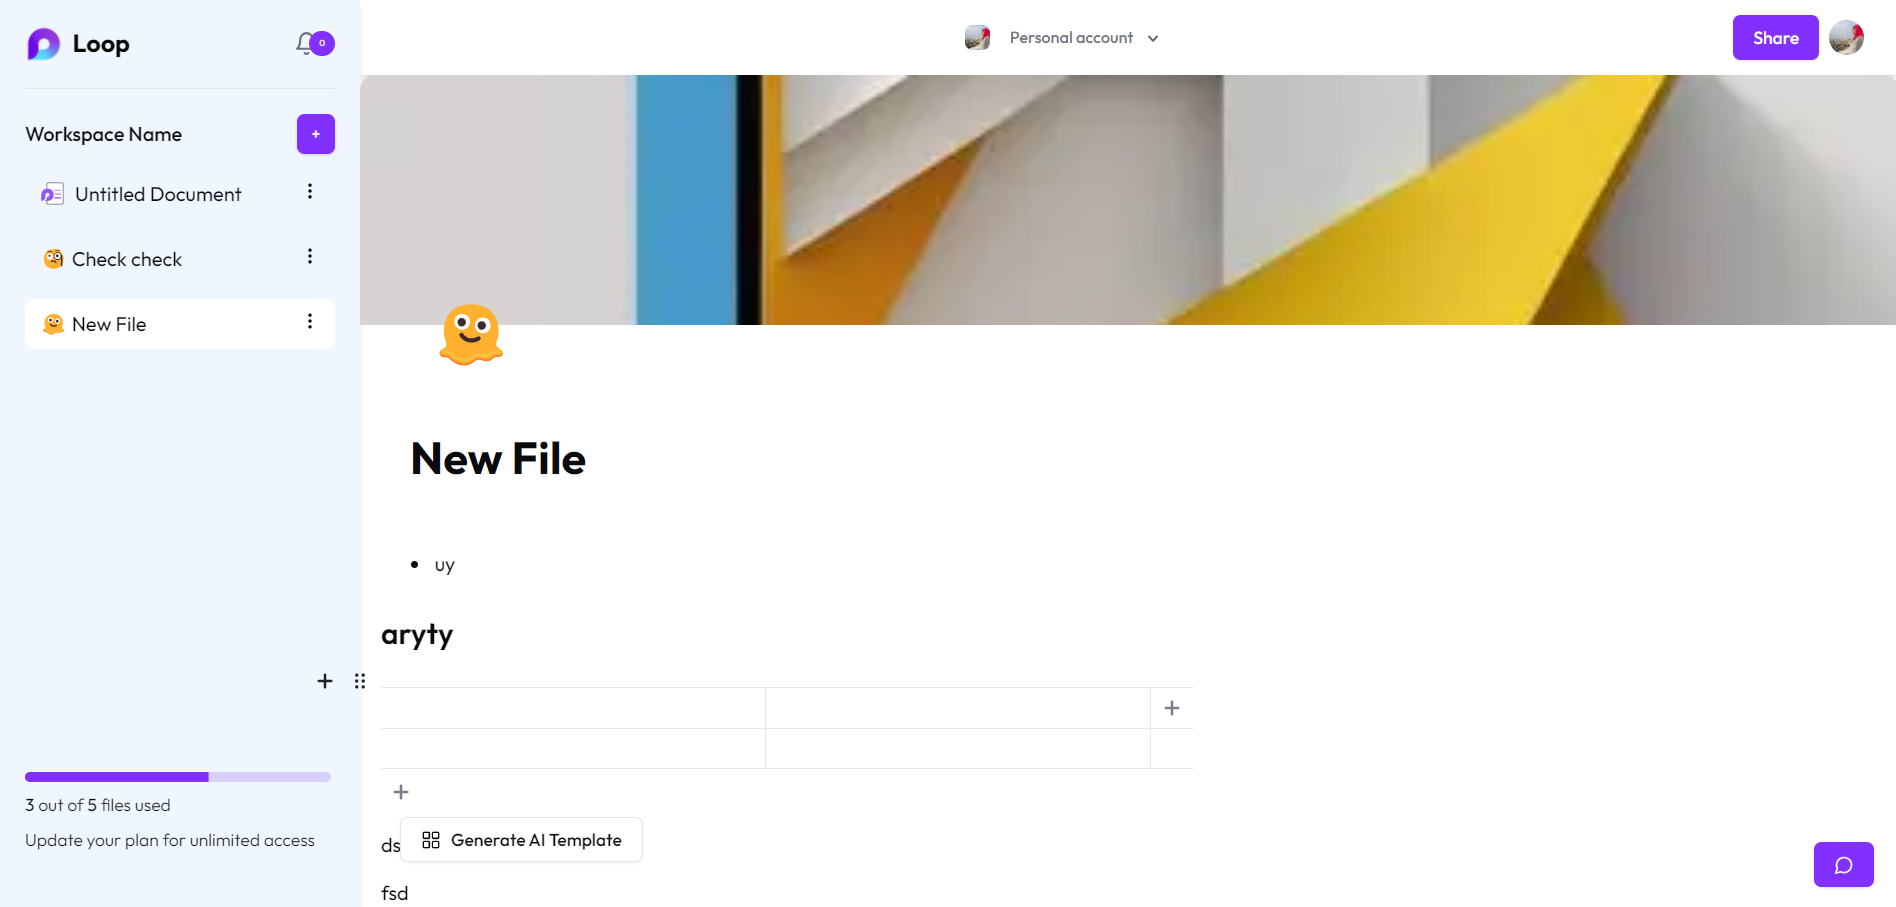 Loop
0
Workspace Name
+
Untitled Document
Check check
New File
3 out of 5 files used
Update your plan for unlimited access
Personal account
Share
New File
• uy
aryty
ds
Generate AI Template
fsd